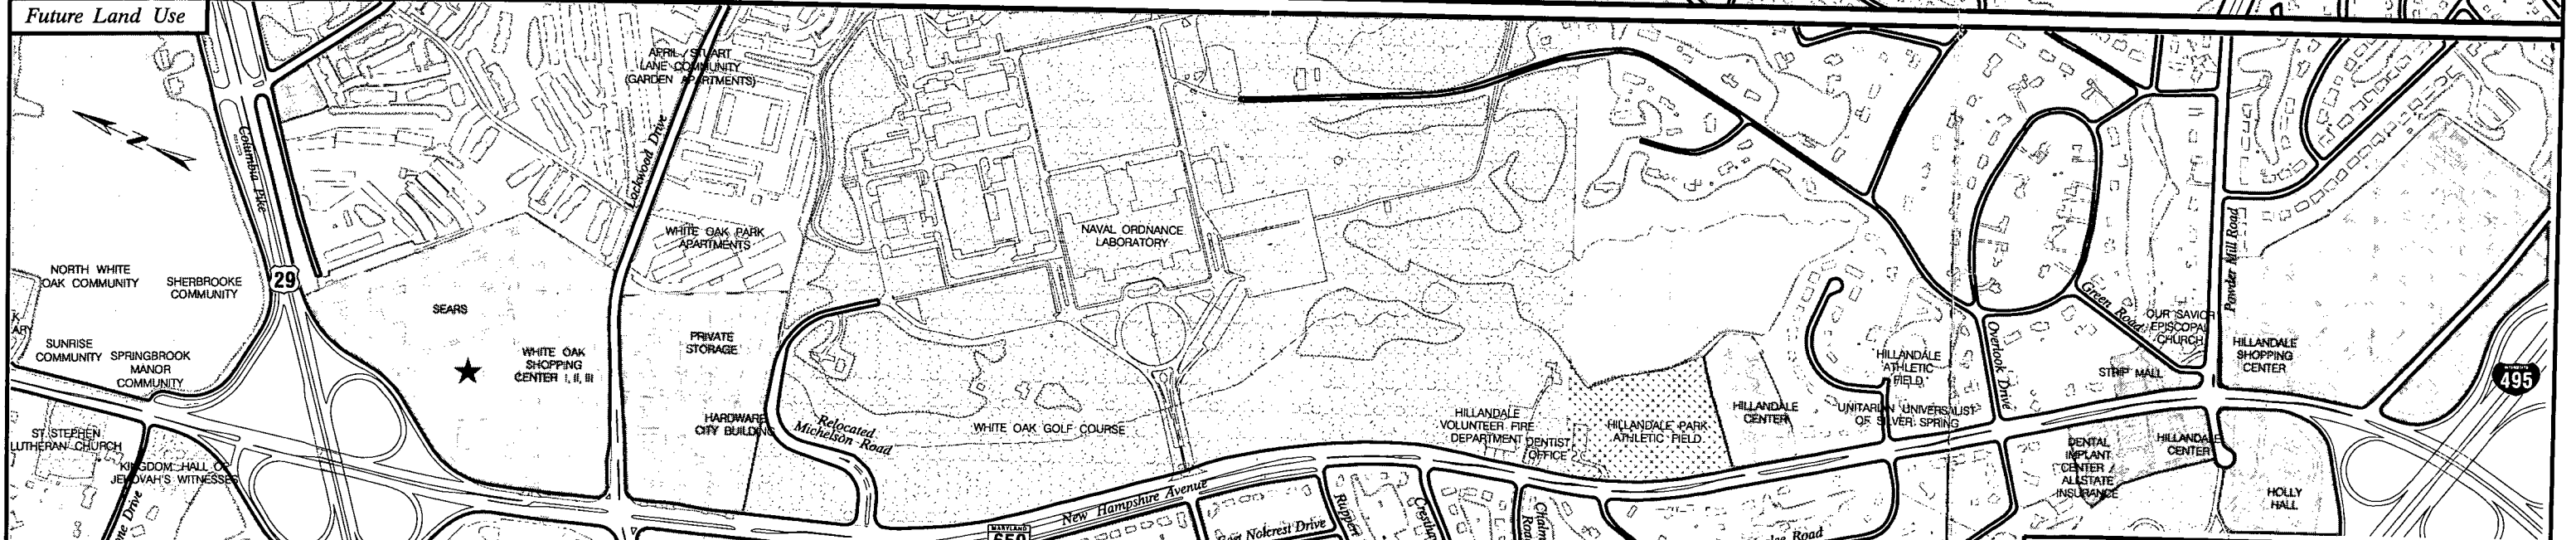 Future Land Use
APRIL / STUART
LANE COMMUNITY
(GARDEN APARTMENTS)
Columbia Pike
Lockwood Drive
WHITE OAK PARK
APARTMENTS
NAVAL ORDNANCE
LABORATORY
Powder Mill Road
NORTH WHITE
OAK COMMUNITY
SHERBROOKE
COMMUNITY
29
SEARS
Green Road
OUR SAVIOR
EPISCOPAL
CHURCH
SUNRISE
COMMUNITY
SPRINGBROOK
MANOR
COMMUNITY
WHITE OAK
SHOPPING
CENTER I, II, III
PRIVATE
STORAGE
HILLANDALE
ATHLETIC
FIELD
Overlook Drive
STRIP MALL
HILLANDALE
SHOPPING
CENTER
495
ST. STEPHEN
LUTHERAN CHURCH
KINGDOM HALL OF
JEHOVAH'S WITNESSES
HARDWARE
CITY BUILDING
Relocated
Michelson Road
WHITE OAK GOLF COURSE
HILLANDALE
VOLUNTEER FIRE
DEPARTMENT
DENTIST
OFFICE
HILLANDALE PARK
ATHLETIC FIELD
HILLANDALE
CENTER
UNITARIAN UNIVERSALIST
OF SILVER SPRING
DENTAL
IMPLANT
CENTER /
ALLSTATE
INSURANCE
HILLANDALE
CENTER
HOLLY
HALL
New Hampshire Avenue
MARYLAND
650
Nolcrest Drive
Road
Drive